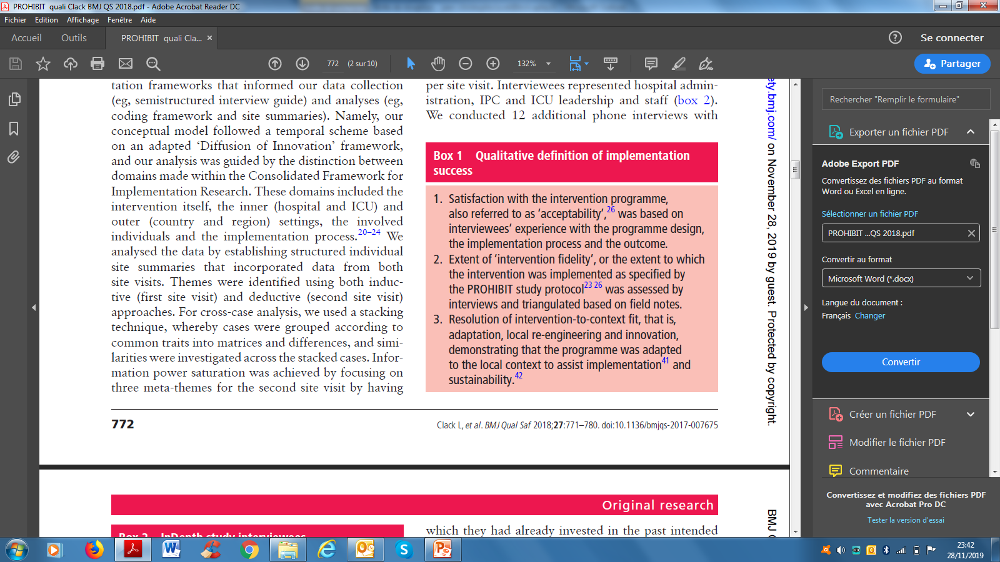 PROHIBIT quali Clack BMJ QS 2018.pdf - Adobe Acrobat Reader DC
Fichier Edition Affichage Fenêtre Aide
Accueil Outils PROHIBIT quali Cla... ×
Se connecter
772 (2 sur 10) 132%
Partager
tation frameworks that informed our data collection
(eg, semistructured interview guide) and analyses (eg,
coding framework and site summaries). Namely, our
conceptual model followed a temporal scheme based
on an adapted ‘Diffusion of Innovation’ framework,
and our analysis was guided by the distinction between
domains made within the Consolidated Framework for
Implementation Research. These domains included the
intervention itself, the inner (hospital and ICU) and
outer (country and region) settings, the involved
individuals and the implementation process.20–24 We
analysed the data by establishing structured individual
site summaries that incorporated data from both
site visits. Themes were identified using both induc-
tive (first site visit) and deductive (second site visit)
approaches. For cross-case analysis, we used a stacking
technique, whereby cases were grouped according to
common traits into matrices and differences, and simi-
larities were investigated across the stacked cases. Infor-
mation power saturation was achieved by focusing on
three meta-themes for the second site visit by having
per site visit. Interviewees represented hospital admin-
istration, IPC and ICU leadership and staff (box 2).
We conducted 12 additional phone interviews with
Box 1 Qualitative definition of implementation
success
1. Satisfaction with the intervention programme,
also referred to as ‘acceptability’,26 was based on
interviewees’ experience with the programme design,
the implementation process and the outcome.
2. Extent of ‘intervention fidelity’, or the extent to which
the intervention was implemented as specified by
the PROHIBIT study protocol23 26 was assessed by
interviews and triangulated based on field notes.
3. Resolution of intervention-to-context fit, that is,
adaptation, local re-engineering and innovation,
demonstrating that the programme was adapted
to the local context to assist implementation41 and
sustainability.42
772
Clack L, et al. BMJ Qual Saf 2018;27:771–780. doi:10.1136/bmjqs-2017-007675
ety.bmj.com/ on November 28, 2019 by guest. Protected by copyright.
Original research
Box 2 InDepth study interviewees
which they had already invested in the past intended
BMJ
Rechercher "Remplir le formulaire"
Exporter un fichier PDF
Adobe Export PDF
Convertissez des fichiers PDF au format
Word ou Excel en ligne.
Sélectionner un fichier PDF
PROHIBIT ...QS 2018.pdf
Convertir au format
Microsoft Word (*.docx)
Langue du document :
Français Changer
Convertir
Créer un fichier PDF
Modifier le fichier PDF
Commentaire
Convertissez et modifiez des fichiers PDF
avec Acrobat Pro DC
Tester la version d'essai
23:42
28/11/2019